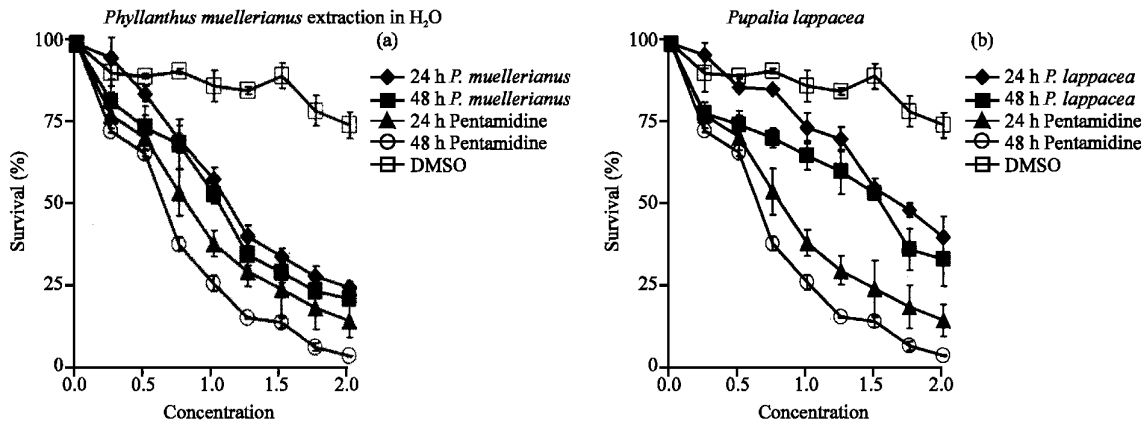 Phyllanthus muellerianus extraction in H₂O
(a)
100
75
50
25
0
Survival (%)
0.0 0.5 1.0 1.5 2.0
Concentration
24 h P. muellerianus
48 h P. muellerianus
24 h Pentamidine
48 h Pentamidine
DMSO
Pupalia lappacea
(b)
100
75
50
25
0
Survival (%)
0.0 0.5 1.0 1.5 2.0
Concentration
24 h P. lappacea
48 h P. lappacea
24 h Pentamidine
48 h Pentamidine
DMSO